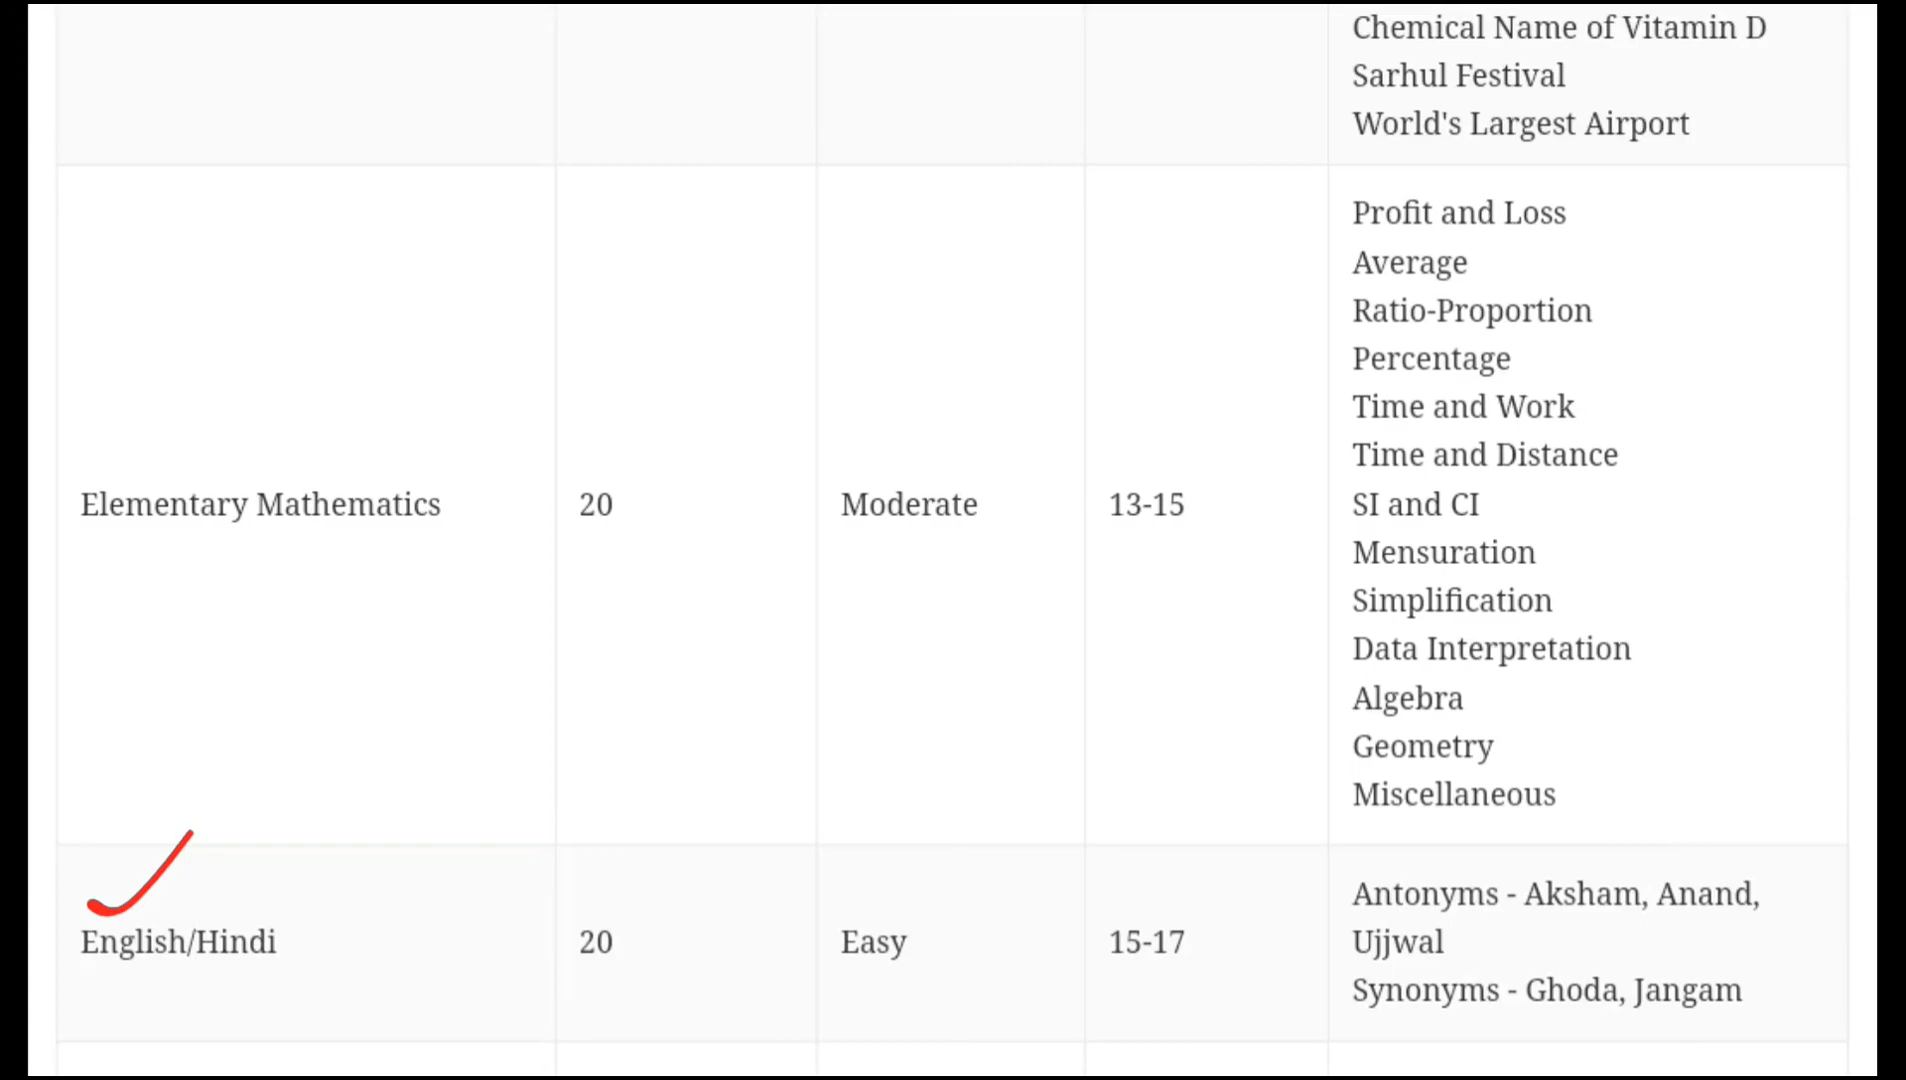 Chemical Name of Vitamin D
Sarhul Festival
World's Largest Airport
Elementary Mathematics
20
Moderate
13-15
Profit and Loss
Average
Ratio-Proportion
Percentage
Time and Work
Time and Distance
SI and CI
Mensuration
Simplification
Data Interpretation
Algebra
Geometry
Miscellaneous
English/Hindi
20
Easy
15-17
Antonyms - Aksham, Anand,
Ujjwal
Synonyms - Ghoda, Jangam